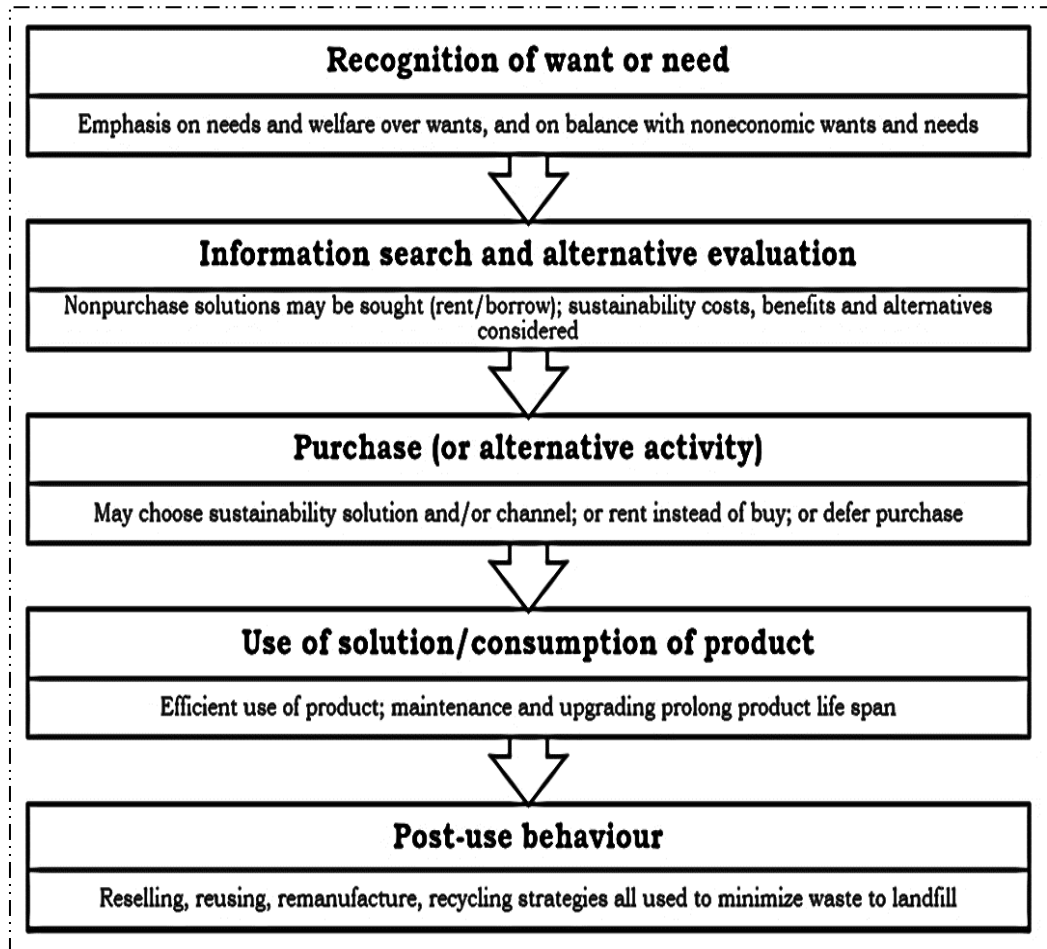 Recognition of want or need
Emphasis on needs and welfare over wants, and on balance with noneconomic wants and needs
Information search and alternative evaluation
Nonpurchase solutions may be sought (rent/borrow); sustainability costs, benefits and alternatives
considered
Purchase (or alternative activity)
May choose sustainability solution and/or channel; or rent instead of buy; or defer purchase
Use of solution/consumption of product
Efficient use of product; maintenance and upgrading prolong product life span
Post-use behaviour
Reselling, reusing, remanufacture, recycling strategies all used to minimize waste to landfill